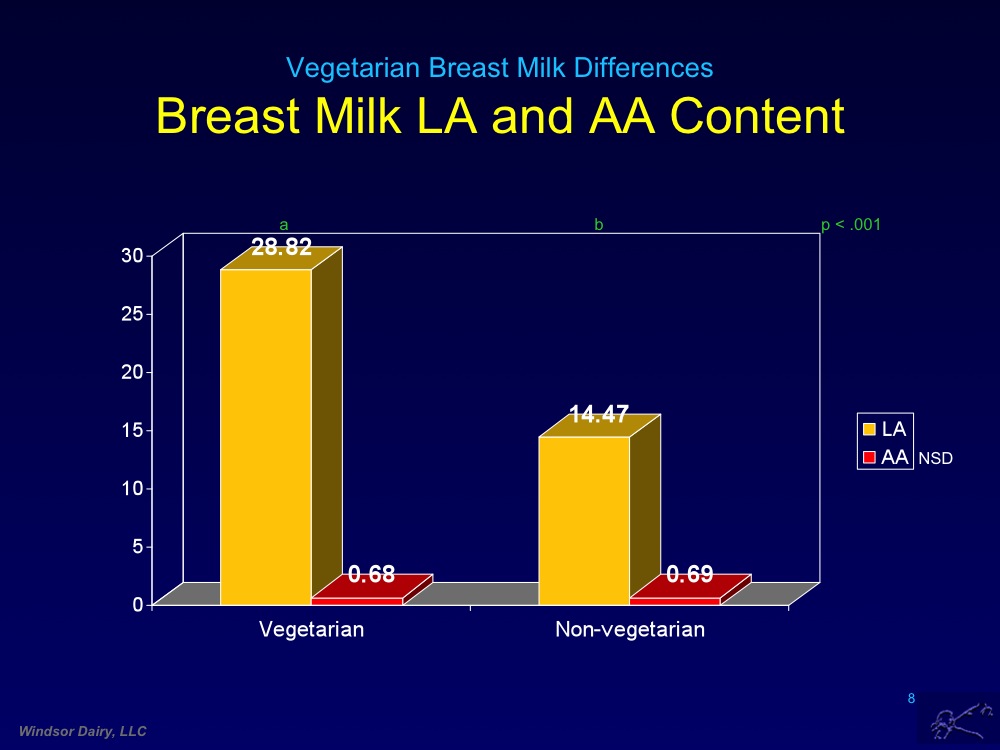 Vegetarian Breast Milk Differences
Breast Milk LA and AA Content
a b p < .001
28.82
14.47
0.68
0.69
30
25
20
15
10
5
0
Vegetarian Non-vegetarian
LA
AA NSD
8
Windsor Dairy, LLC